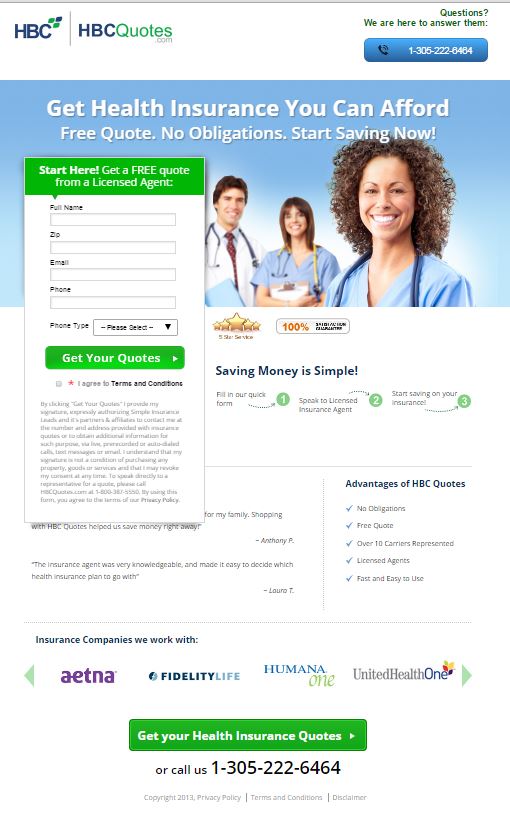 Questions?
We are here to answer them:
HBC
HBCQuotes
.com
1-305-222-6464
Get Health Insurance You Can Afford
Free Quote. No Obligations. Start Saving Now!
Start Here! Get a FREE quote
from a Licensed Agent:
Full Name
Zip
Email
Phone
Phone Type
-- Please Select --
Get Your Quotes
* I agree to Terms and Conditions
By clicking "Get Your Quotes" I provide my
signature, expressly authorizing Simple Insurance
Leads and it's partners & affiliates to contact me at
the number and address provided with insurance
quotes or to obtain additional information for
such purpose, via live, prerecorded or auto-dialed
calls, text messages or email. I understand that my
signature is not a condition of purchasing any
property, goods or services and that I may revoke
my consent at any time. To speak directly to a
representative for a quote, please call
HBCQuotes.com at 1-800-387-5550. By using this
form, you agree to the terms of our Privacy Policy.
5 Star Service
100% SATISFACTION
GUARANTEE
Saving Money is Simple!
Fill in our quick
form
1
Speak to Licensed
Insurance Agent
2
Start saving on your
insurance!
3
for my family. Shopping
with HBC Quotes helped us save money right away!"
~ Anthony P.
"The insurance agent was very knowledgeable, and made it easy to decide which
health insurance plan to go with"
~ Laura T.
Advantages of HBC Quotes
No Obligations
Free Quote
Over 10 Carriers Represented
Licensed Agents
Fast and Easy to Use
Insurance Companies we work with:
aetna
FIDELITYLIFE
HUMANA
one
UnitedHealthOne
Get your Health Insurance Quotes
or call us 1-305-222-6464
Copyright 2013, Privacy Policy | Terms and Conditions | Disclaimer